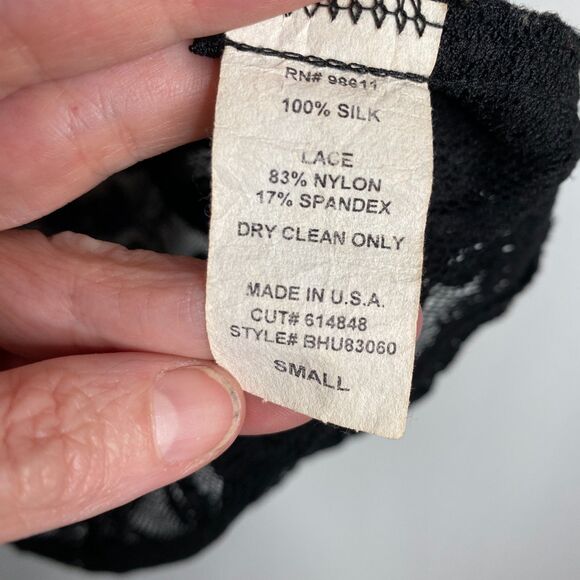 RN# 98611
100% SILK
LACE
83% NYLON
17% SPANDEX
DRY CLEAN ONLY
MADE IN U.S.A.
CUT# 614848
STYLE# BHU83060
SMALL